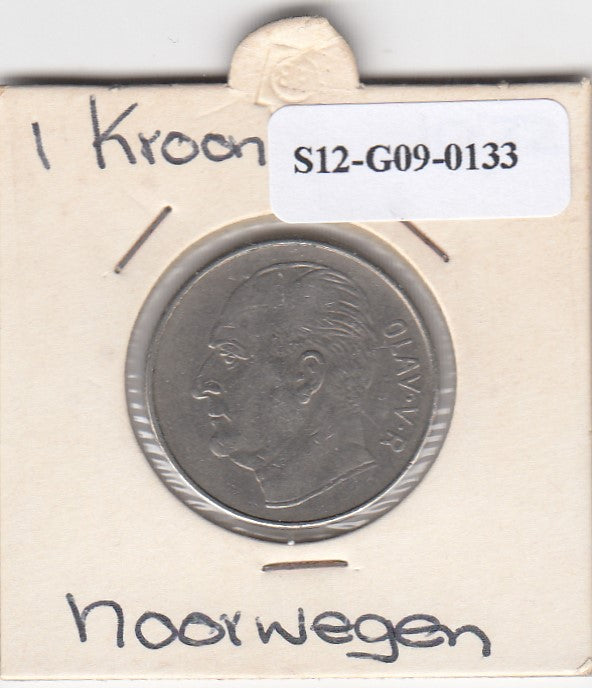 1 Kroon
S12-G09-0133
OLAV·V·R
Noorwegen